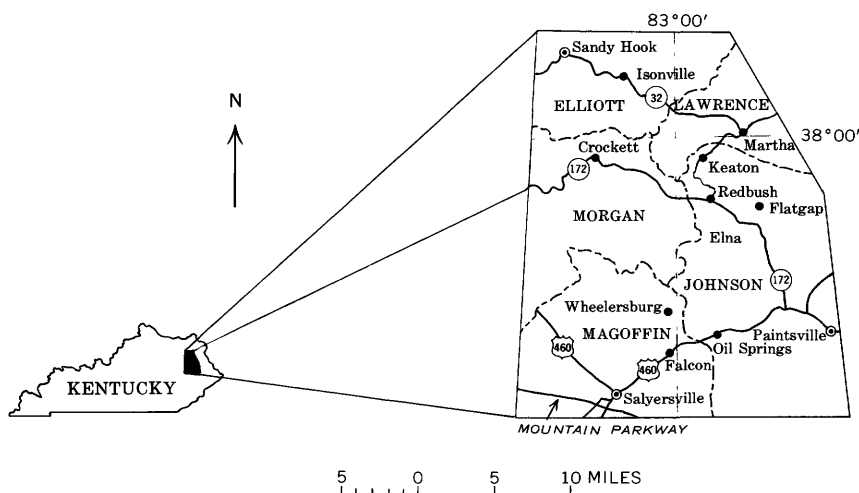 83°00'
Sandy Hook
Isonville
N
32
ELLIOTT
LAWRENCE
38°00'
Martha
Crockett
Keaton
172
Redbush
Flatgap
MORGAN
Elna
JOHNSON
172
Wheelersburg
MAGOFFIN
Paintsville
460
Oil Springs
Falcon
460
KENTUCKY
Salyersville
MOUNTAIN PARKWAY
5 0 5 10 MILES